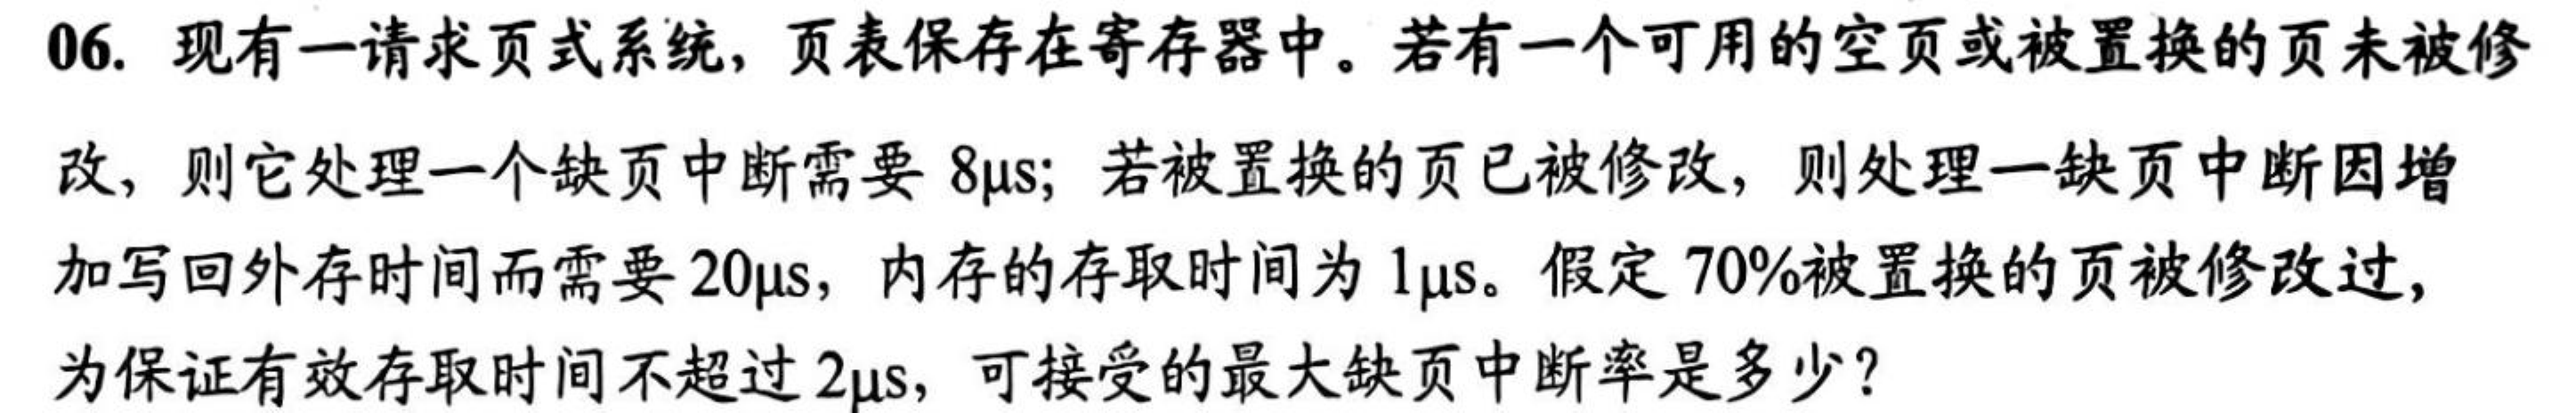 06. 现有一请求页式系统，页表保存在寄存器中。若有一个可用的空页或被置换的页未被修
改，则它处理一个缺页中断需要 8μs；若被置换的页已被修改，则处理一缺页中断因增
加写回外存时间而需要 20μs，内存的存取时间为 1μs。假定 70%被置换的页被修改过，
为保证有效存取时间不超过 2μs，可接受的最大缺页中断率是多少？